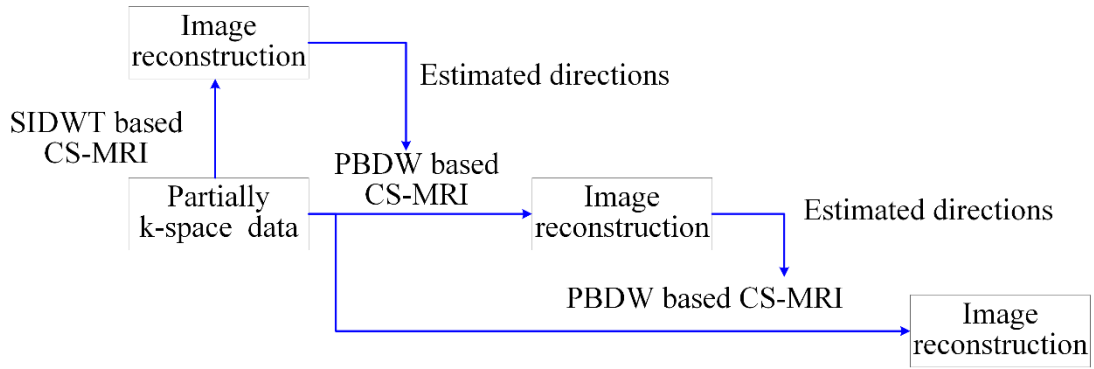 Image
reconstruction
Estimated directions
SIDWT based
CS-MRI
PBDW based
CS-MRI
Partially
k-space data
Image
reconstruction
Estimated directions
PBDW based CS-MRI
Image
reconstruction